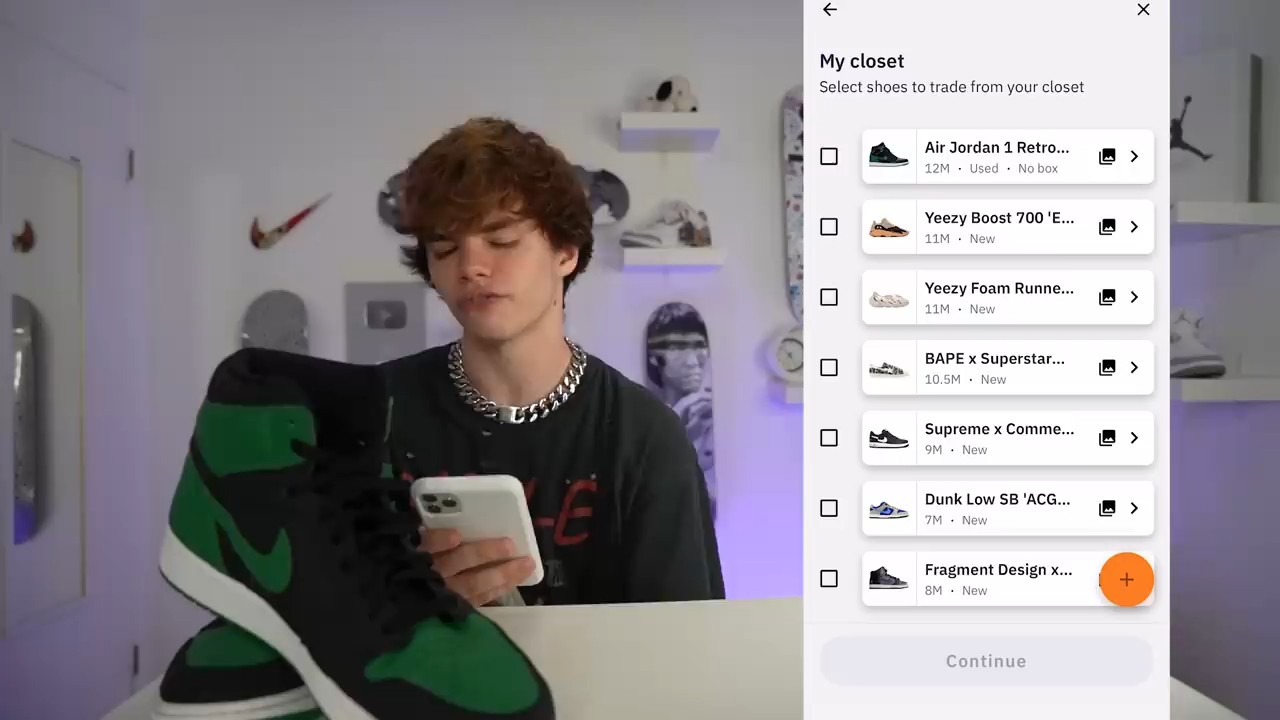 My closet
Select shoes to trade from your closet
Air Jordan 1 Retro...
12M • Used • No box
Yeezy Boost 700 'E...
11M • New
Yeezy Foam Runne...
11M • New
BAPE x Superstar...
10.5M • New
Supreme x Comme...
9M • New
Dunk Low SB 'ACG...
7M • New
Fragment Design x...
8M • New
Continue